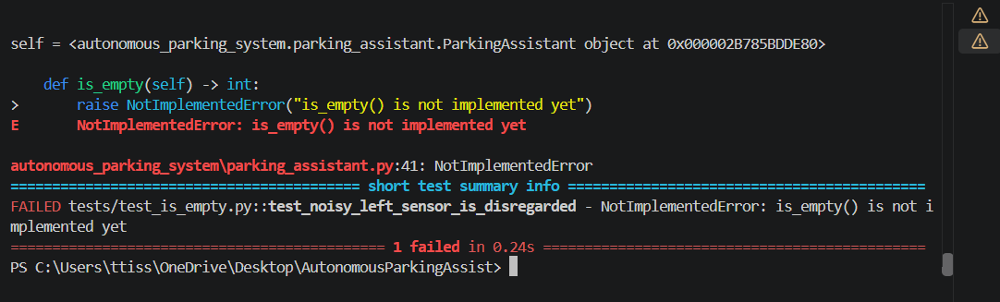 self = <autonomous_parking_system.parking_assistant.ParkingAssistant object at 0x000002B785BDDE80>
    def is_empty(self) -> int:
>       raise NotImplementedError("is_empty() is not implemented yet")
E       NotImplementedError: is_empty() is not implemented yet
autonomous_parking_system\parking_assistant.py:41: NotImplementedError
========================================= short test summary info ==========================================
FAILED tests/test_is_empty.py::test_noisy_left_sensor_is_disregarded - NotImplementedError: is_empty() is not i
mplemented yet
============================================ 1 failed in 0.24s =============================================
PS C:\Users\ttiss\OneDrive\Desktop\AutonomousParkingAssist>